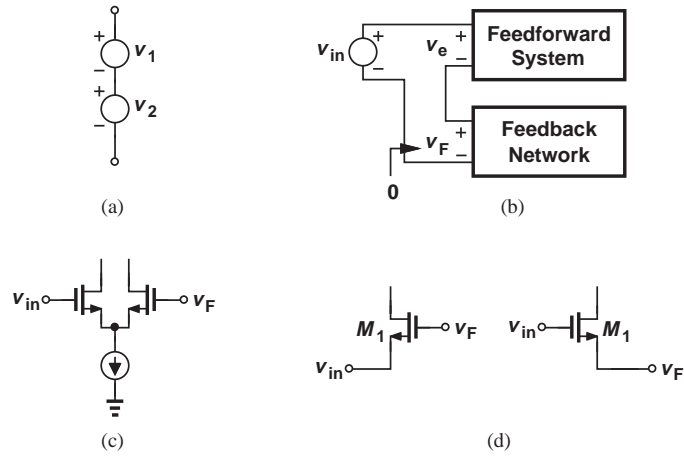 +
v1
−
+
v2
−
(a)
vin
+
−
+
ve
−
Feedforward
System
+
vF
−
Feedback
Network
0
(b)
vin
vF
(c)
M1
vF
vin
vin
M1
vF
(d)